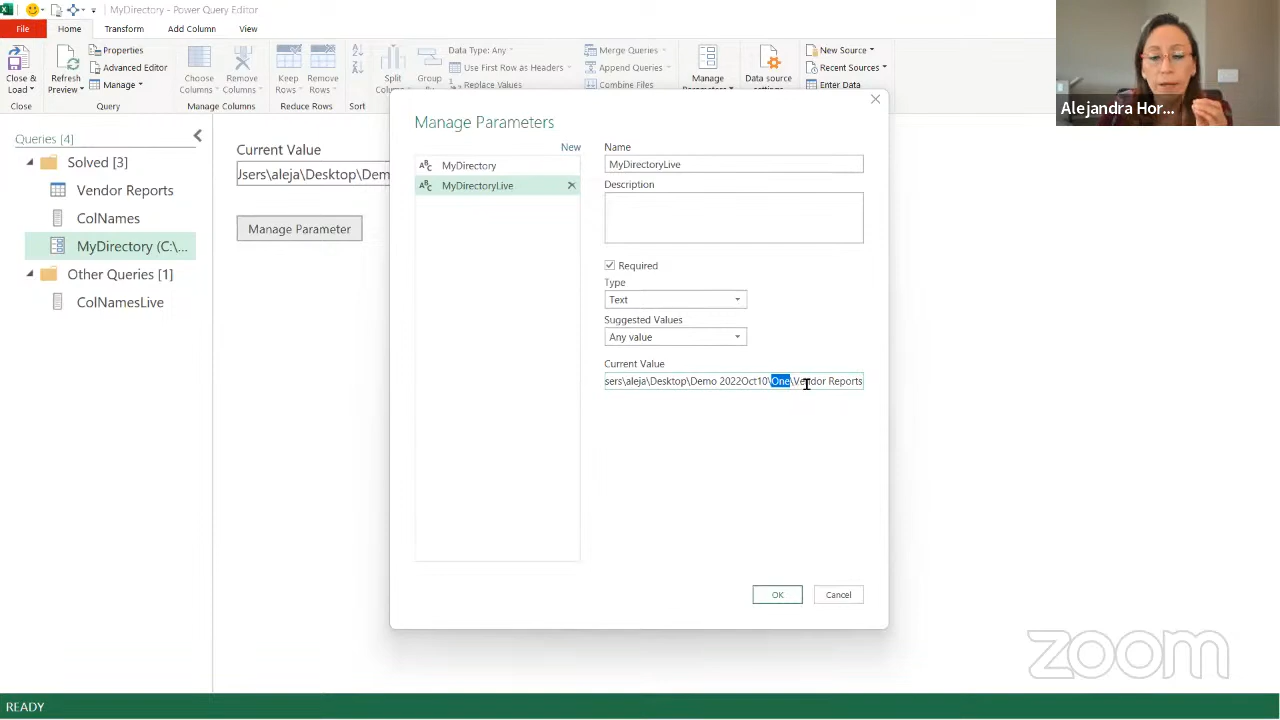 MyDirectory - Power Query Editor
File Home Transform Add Column View
Close & Load
Refresh Preview
Properties
Advanced Editor
Manage
Choose Columns
Remove Columns
Keep Rows
Remove Rows
Split
Group
Data Type: Any
Use First Row as Headers
Replace Values
Merge Queries
Append Queries
Combine Files
Manage Parameters
Data source settings
New Source
Recent Sources
Enter Data
Close Query Manage Columns Reduce Rows Sort
Alejandra Hor...
Queries [4]
Solved [3]
Vendor Reports
ColNames
MyDirectory (C:\...
Other Queries [1]
ColNamesLive
Current Value
Jsers\aleja\Desktop\Dem
Manage Parameter
Manage Parameters
New
MyDirectory
MyDirectoryLive
Name
MyDirectoryLive
Description
Required
Type
Text
Suggested Values
Any value
Current Value
sers\aleja\Desktop\Demo 2022Oct10\One\Vendor Reports
OK Cancel
zoom
READY